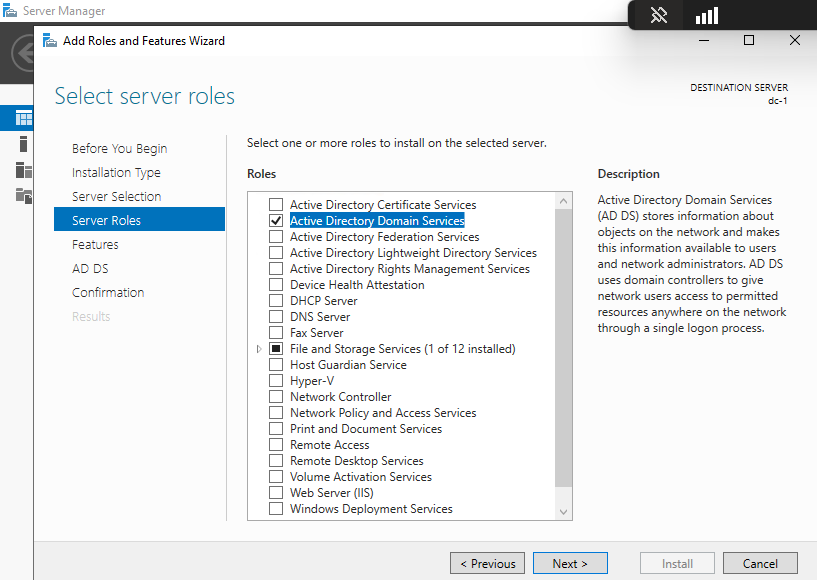 Server Manager
Add Roles and Features Wizard
Select server roles
DESTINATION SERVER
dc-1
Before You Begin
Installation Type
Server Selection
Server Roles
Features
AD DS
Confirmation
Results
Select one or more roles to install on the selected server.
Roles
Active Directory Certificate Services
Active Directory Domain Services
Active Directory Federation Services
Active Directory Lightweight Directory Services
Active Directory Rights Management Services
Device Health Attestation
DHCP Server
DNS Server
Fax Server
File and Storage Services (1 of 12 installed)
Host Guardian Service
Hyper-V
Network Controller
Network Policy and Access Services
Print and Document Services
Remote Access
Remote Desktop Services
Volume Activation Services
Web Server (IIS)
Windows Deployment Services
Description
Active Directory Domain Services
(AD DS) stores information about
objects on the network and makes
this information available to users
and network administrators. AD DS
uses domain controllers to give
network users access to permitted
resources anywhere on the network
through a single logon process.
< Previous
Next >
Install
Cancel